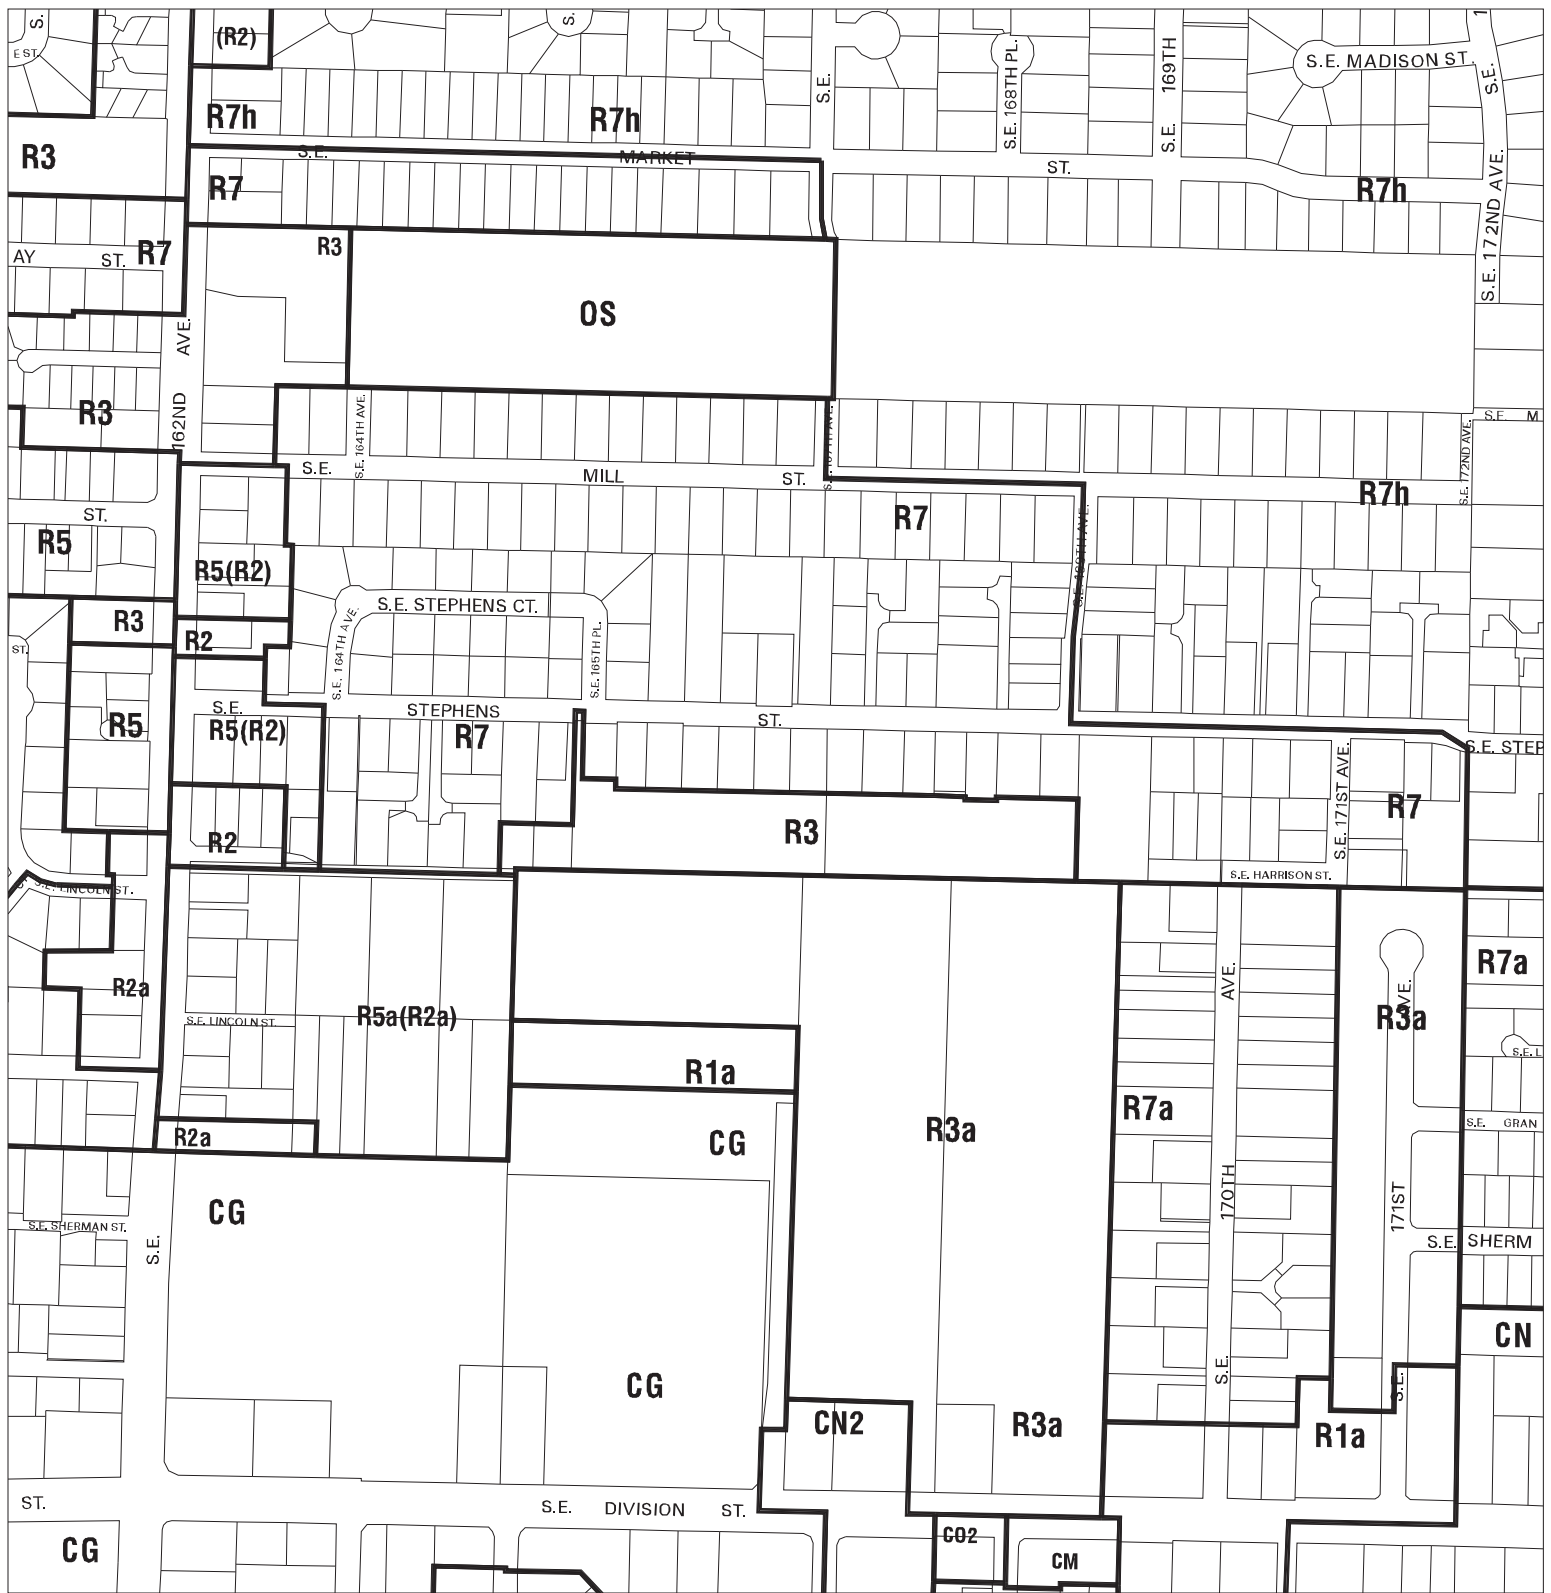 S.
(R2)
S.
1
E ST.
S.E. MADISON ST.
S.E.
S.E.
S.E. 168TH PL.
S.E. 169TH
R7h
R7h
R3
S.E.
MARKET
ST.
R7
R7h
S.E. 172ND AVE.
R7
AY
ST.
R3
OS
162ND AVE.
R3
S.E. 164TH AVE.
S.E. 172ND AVE.
S.E. M
S.E.
MILL
ST.
R7h
ST.
R7
R5
R5(R2)
S.E. STEPHENS CT.
R3
S.E. 164TH AVE.
S.E. 165TH PL.
R2
ST.
S.E.
STEPHENS
ST.
R5
R5(R2)
R7
S.E. STEP
S.E. 171ST AVE.
R7
R2
R3
S.E. HARRISON ST.
S.E. LINCOLN ST.
R7a
R2a
AVE.
AVE.
R5a(R2a)
R3a
S.E. LINCOLN ST.
S.E. L
R1a
R7a
R3a
S.E. GRAN
R2a
CG
170TH
171ST
CG
S.E. SHERMAN ST.
S.E.
S.E. SHERM
CN
CG
S.E.
S.E.
CN2
R3a
R1a
ST.
S.E. DIVISION ST.
CO2
CG
CM